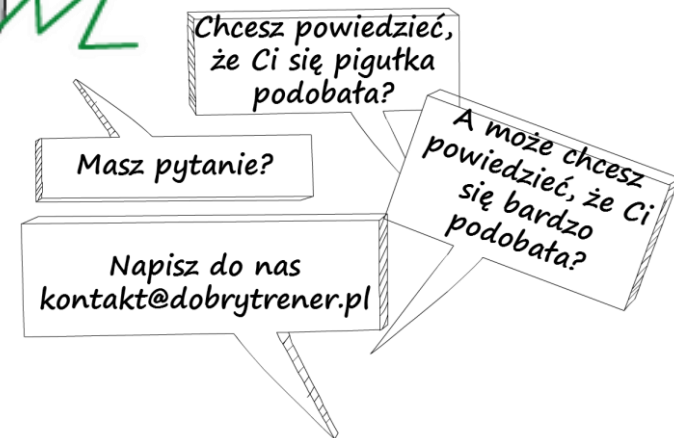 Chcesz powiedzieć,
że Ci się pigułka
podobała?
A może chcesz
powiedzieć, że Ci
się bardzo
podobała?
Masz pytanie?
Napisz do nas
kontakt@dobrytrener.pl